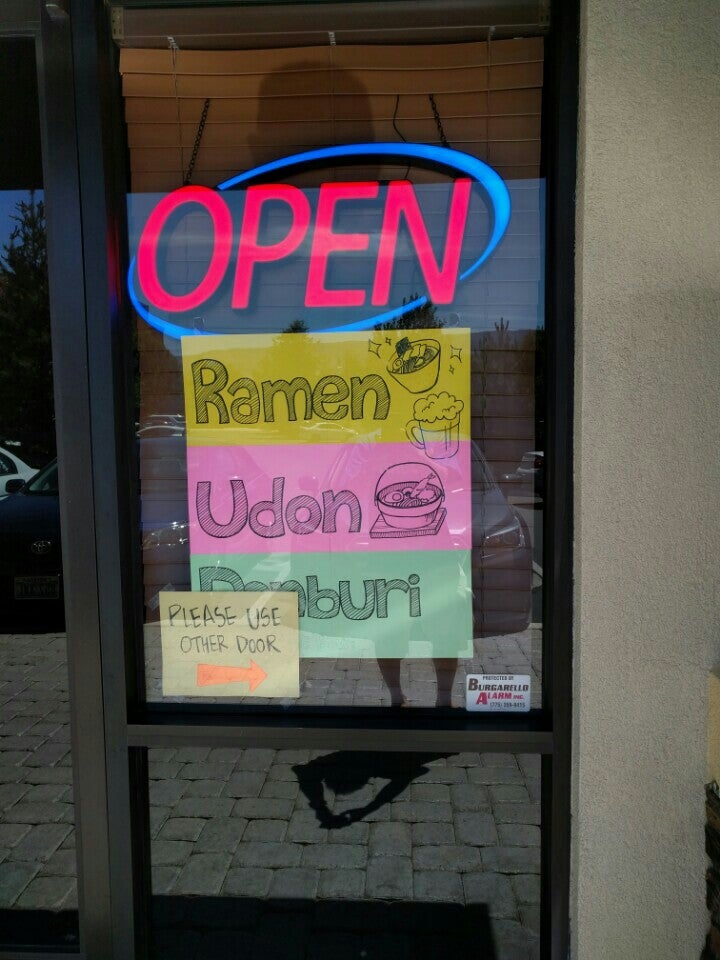 OPEN
Ramen
Udon
Donburi
PLEASE USE
OTHER DOOR
PROTECTED BY
BURGARELLO
ALARM INC.